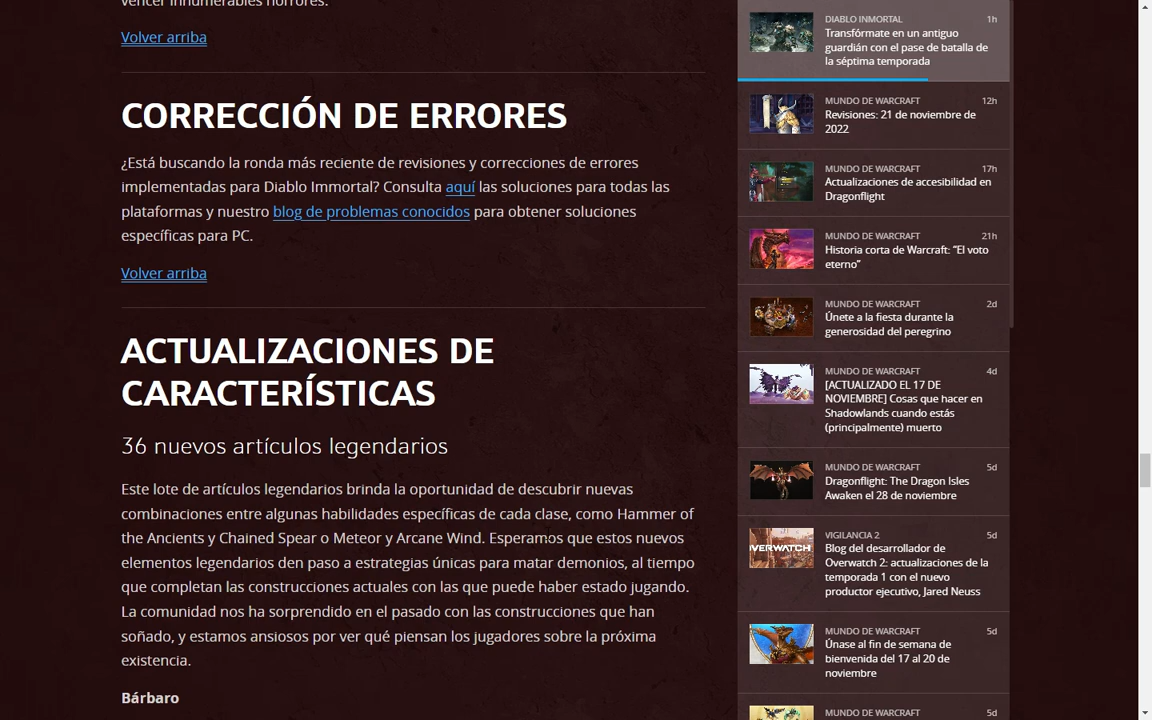 vencer innumerables horrores.
Volver arriba
CORRECCIÓN DE ERRORES
¿Está buscando la ronda más reciente de revisiones y correcciones de errores
implementadas para Diablo Immortal? Consulta aquí las soluciones para todas las
plataformas y nuestro blog de problemas conocidos para obtener soluciones
específicas para PC.
Volver arriba
ACTUALIZACIONES DE
CARACTERÍSTICAS
36 nuevos artículos legendarios
Este lote de artículos legendarios brinda la oportunidad de descubrir nuevas
combinaciones entre algunas habilidades específicas de cada clase, como Hammer of
the Ancients y Chained Spear o Meteor y Arcane Wind. Esperamos que estos nuevos
elementos legendarios den paso a estrategias únicas para matar demonios, al tiempo
que completan las construcciones actuales con las que puede haber estado jugando.
La comunidad nos ha sorprendido en el pasado con las construcciones que han
soñado, y estamos ansiosos por ver qué piensan los jugadores sobre la próxima
existencia.
Bárbaro
DIABLO INMORTAL 1h
Transfórmate en un antiguo
guardián con el pase de batalla de
la séptima temporada
MUNDO DE WARCRAFT 12h
Revisiones: 21 de noviembre de
2022
MUNDO DE WARCRAFT 17h
Actualizaciones de accesibilidad en
Dragonflight
MUNDO DE WARCRAFT 21h
Historia corta de Warcraft: “El voto
eterno”
MUNDO DE WARCRAFT 2d
Únete a la fiesta durante la
generosidad del peregrino
MUNDO DE WARCRAFT 4d
[ACTUALIZADO EL 17 DE
NOVIEMBRE] Cosas que hacer en
Shadowlands cuando estás
(principalmente) muerto
MUNDO DE WARCRAFT 5d
Dragonflight: The Dragon Isles
Awaken el 28 de noviembre
VIGILANCIA 2 5d
Blog del desarrollador de
Overwatch 2: actualizaciones de la
temporada 1 con el nuevo
productor ejecutivo, Jared Neuss
VERWATCH
MUNDO DE WARCRAFT 5d
Únase al fin de semana de
bienvenida del 17 al 20 de
noviembre
MUNDO DE WARCRAFT 5d